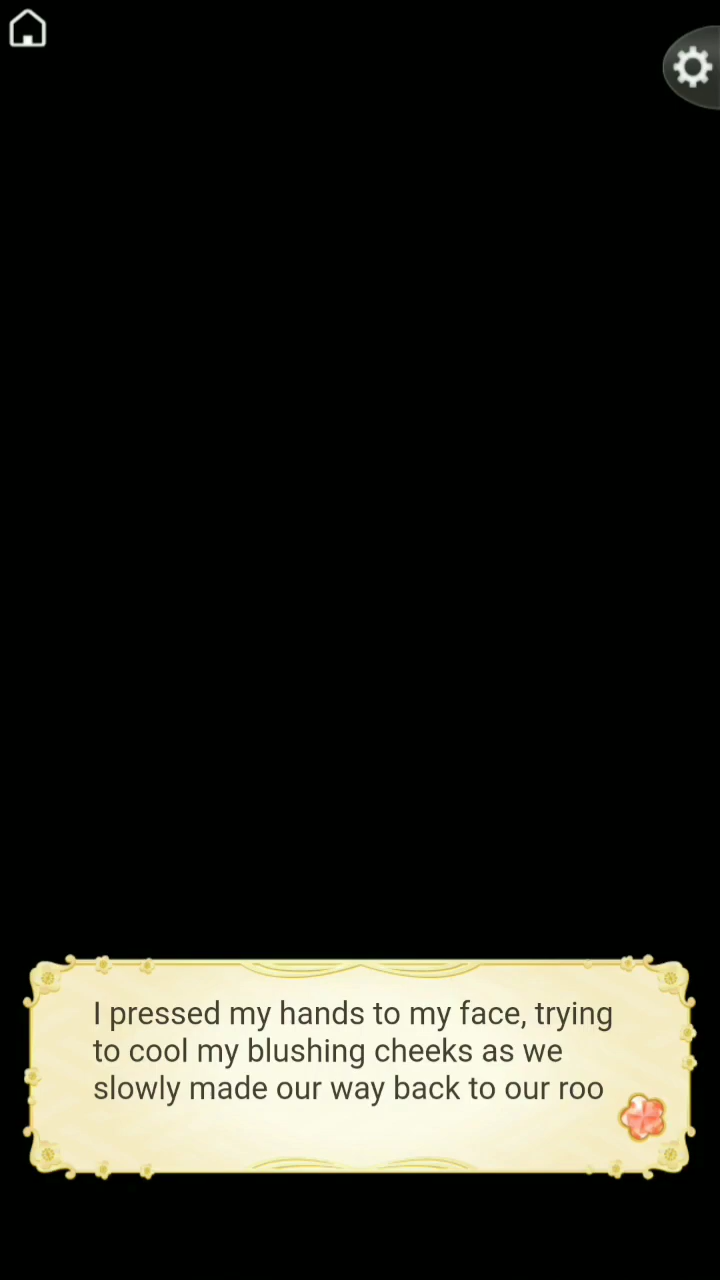 I pressed my hands to my face, trying
to cool my blushing cheeks as we
slowly made our way back to our roo